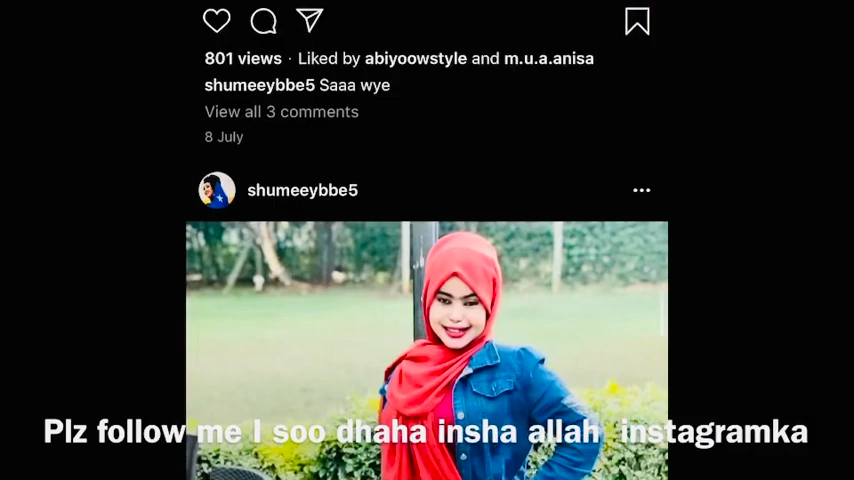 801 views · Liked by abiyoowstyle and m.u.a.anisa
shumeeybbe5 Saaa wye
View all 3 comments
8 July
shumeeybbe5
Plz follow me I soo dhaha insha allah instagramka